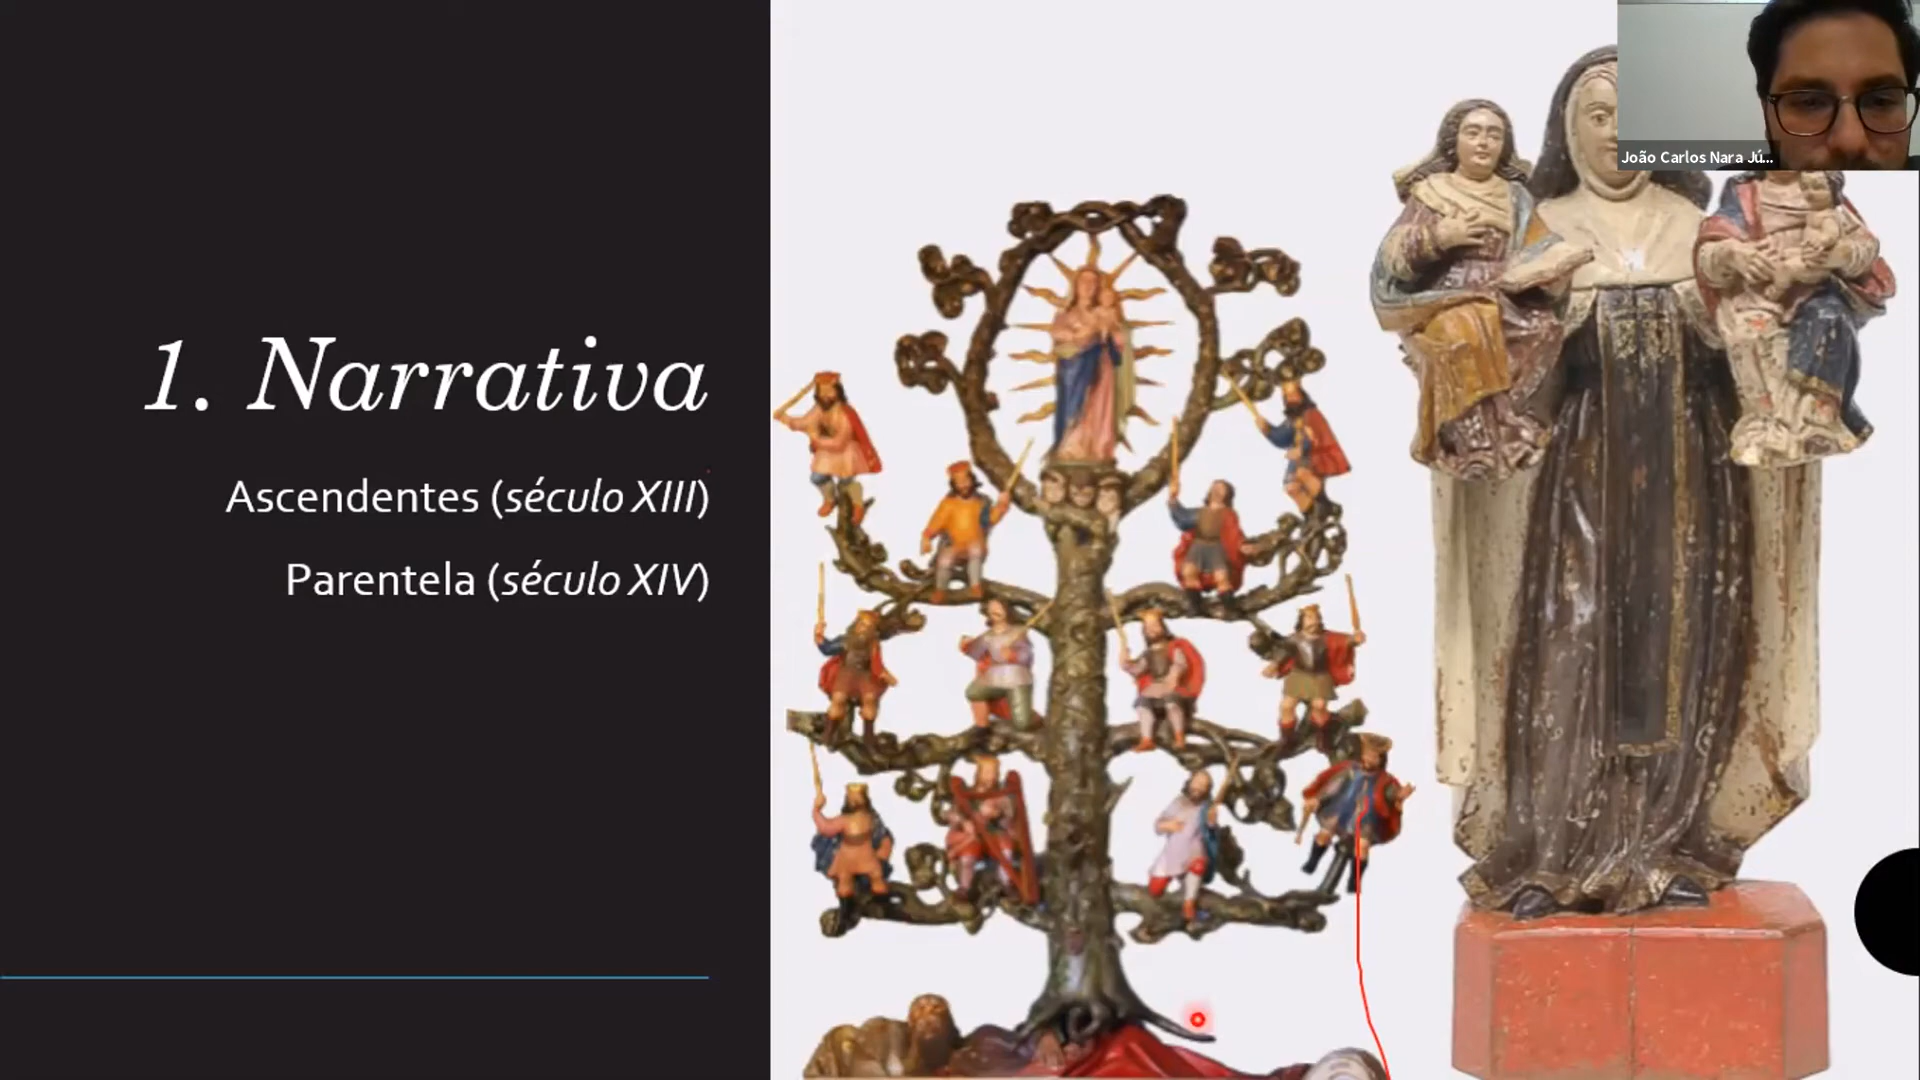 1. Narrativa
Ascendentes (século XIII)
Parentela (século XIV)
João Carlos Nara Jú...